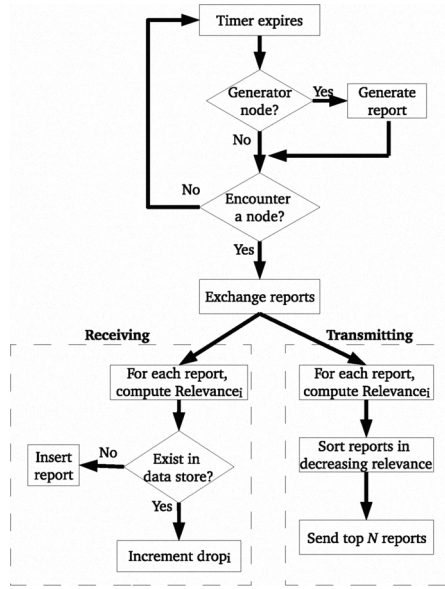 Timer expires
Generator
node?
Yes
Generate
report
No
No
Encounter
a node?
Yes
Exchange reports
Receiving
Transmitting
For each report,
compute Relevancei
For each report,
compute Relevancei
Insert
report
No
Exist in
data store?
Sort reports in
decreasing relevance
Yes
Increment dropi
Send top N reports